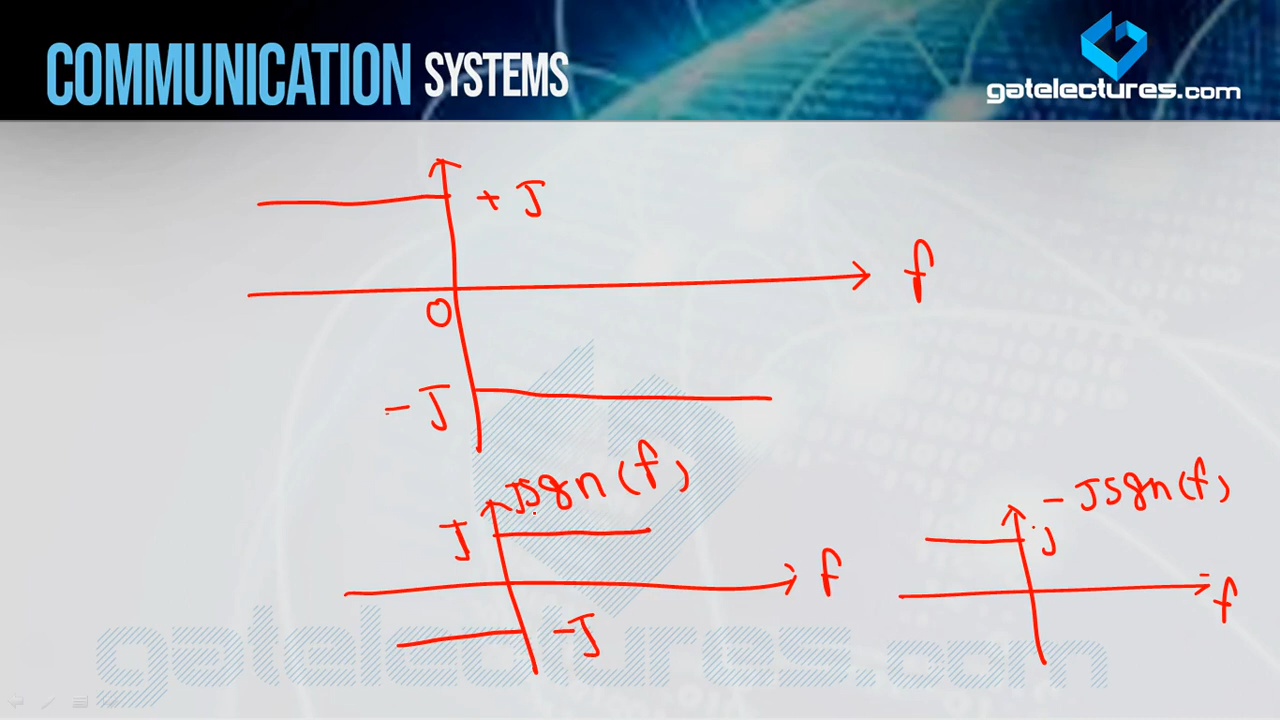 COMMUNICATION SYSTEMS
gatelectures.com
+ J
f
0
- J
Jsgn(f)
- Jsgn(f)
J
j
f
f
-J
gatelectures.com